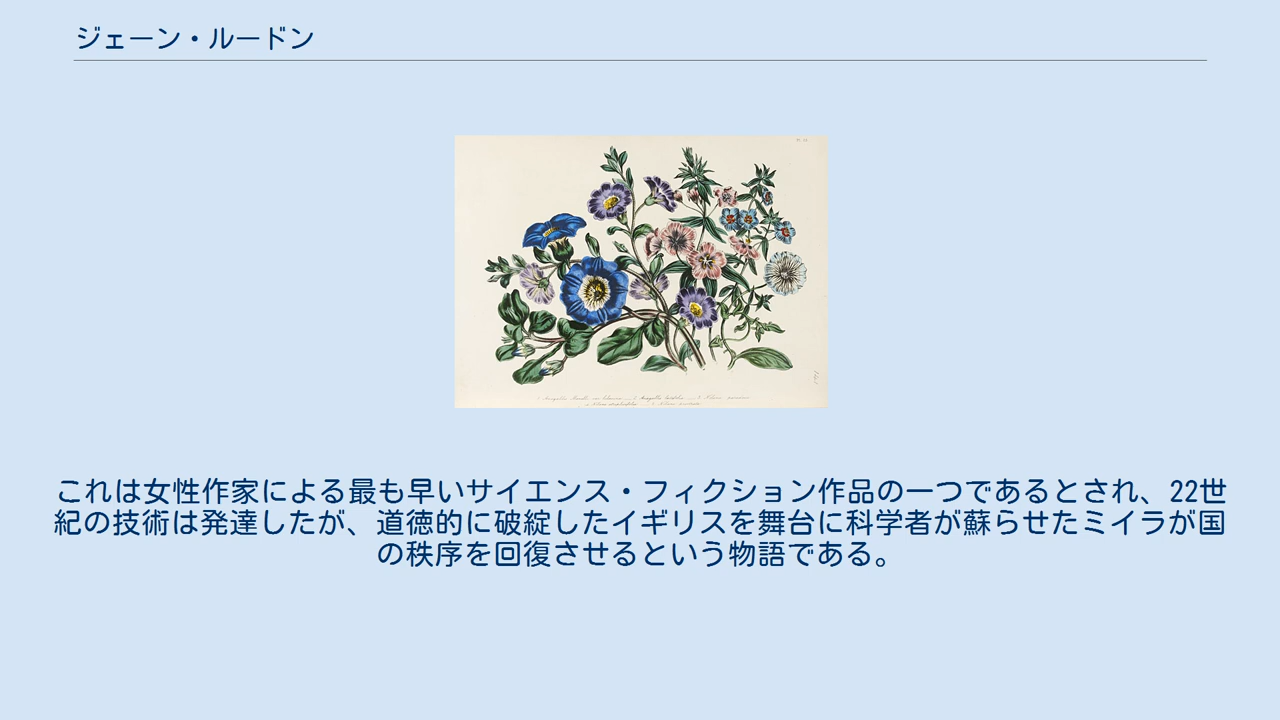 ジェーン・ルードン
これは女性作家による最も早いサイエンス・フィクション作品の一つであるとされ、22世
紀の技術は発達したが、道徳的に破綻したイギリスを舞台に科学者が蘇らせたミイラが国
の秩序を回復させるという物語である。